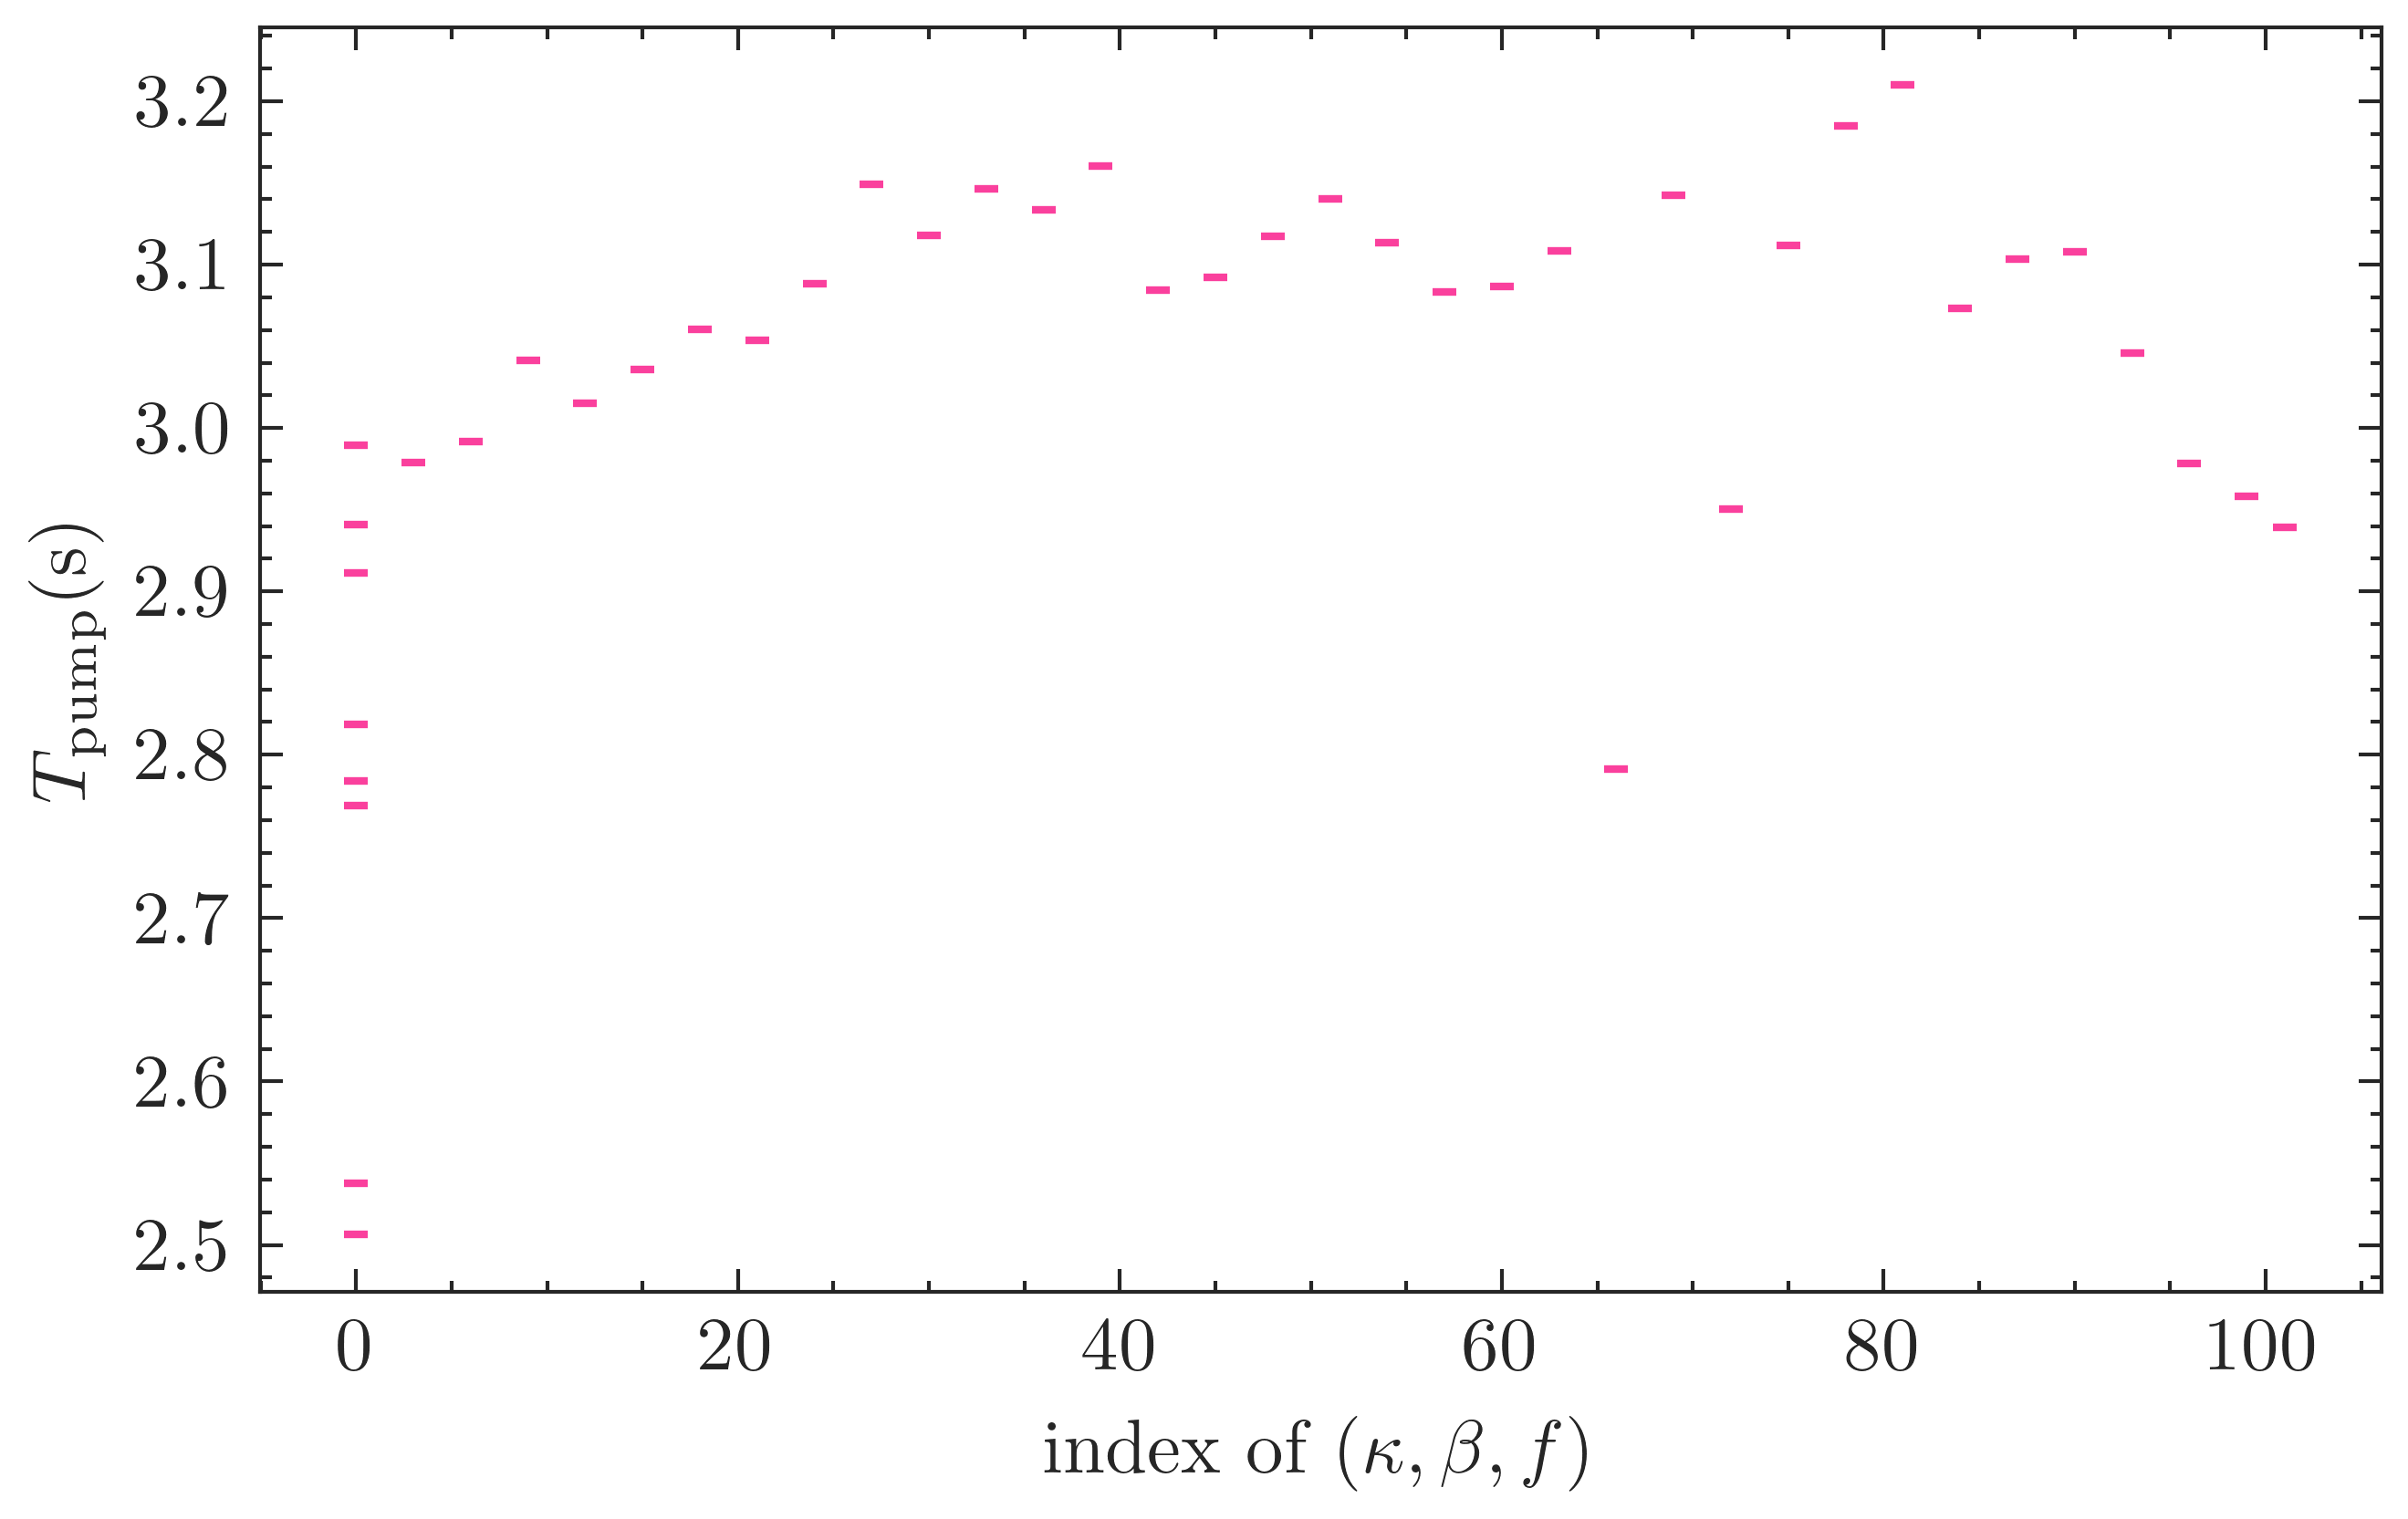 3.2
3.1
3.0
2.9
2.8
2.7
2.6
2.5
T_pump(s)
0 20 40 60 80 100
index of (κ, β, f)